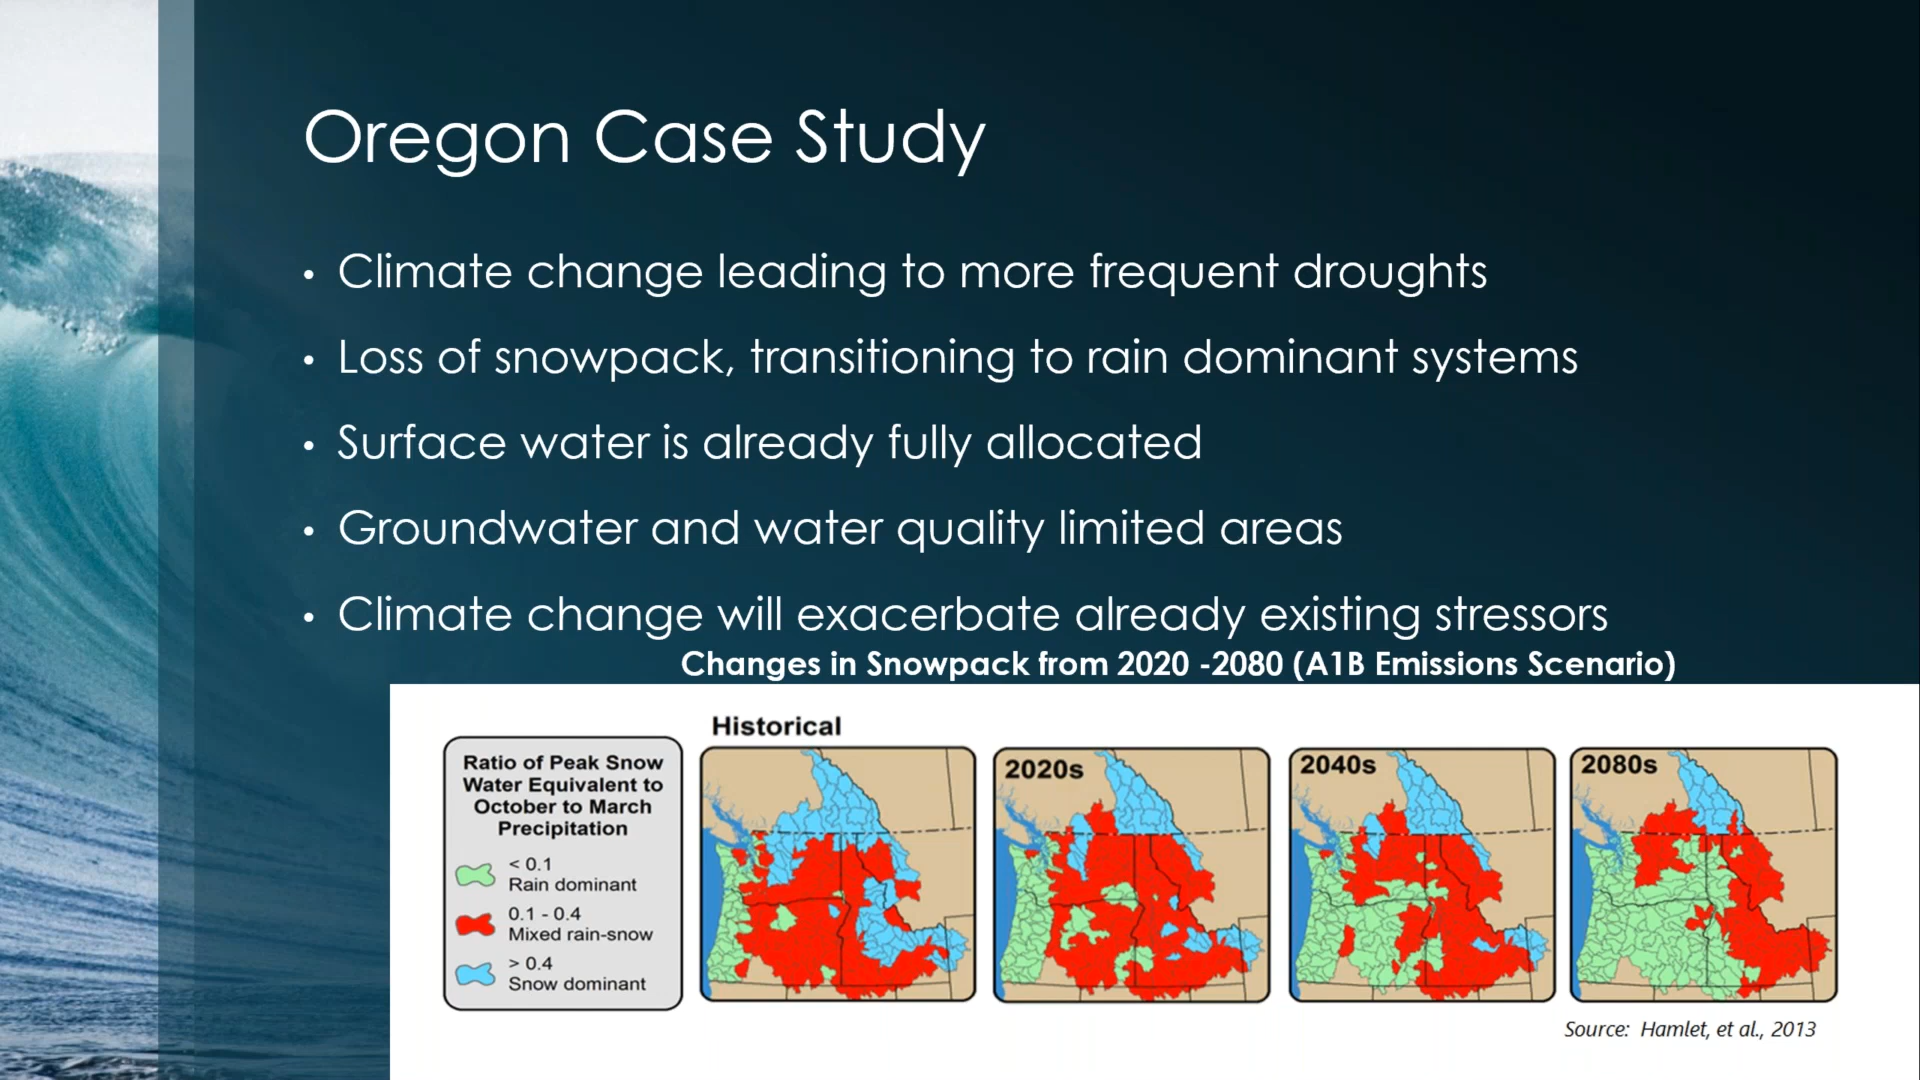 Oregon Case Study
• Climate change leading to more frequent droughts
• Loss of snowpack, transitioning to rain dominant systems
• Surface water is already fully allocated
• Groundwater and water quality limited areas
• Climate change will exacerbate already existing stressors
Changes in Snowpack from 2020 -2080 (A1B Emissions Scenario)
Ratio of Peak Snow
Water Equivalent to
October to March
Precipitation
< 0.1
Rain dominant
0.1 - 0.4
Mixed rain-snow
> 0.4
Snow dominant
Historical
2020s
2040s
2080s
Source: Hamlet, et al., 2013